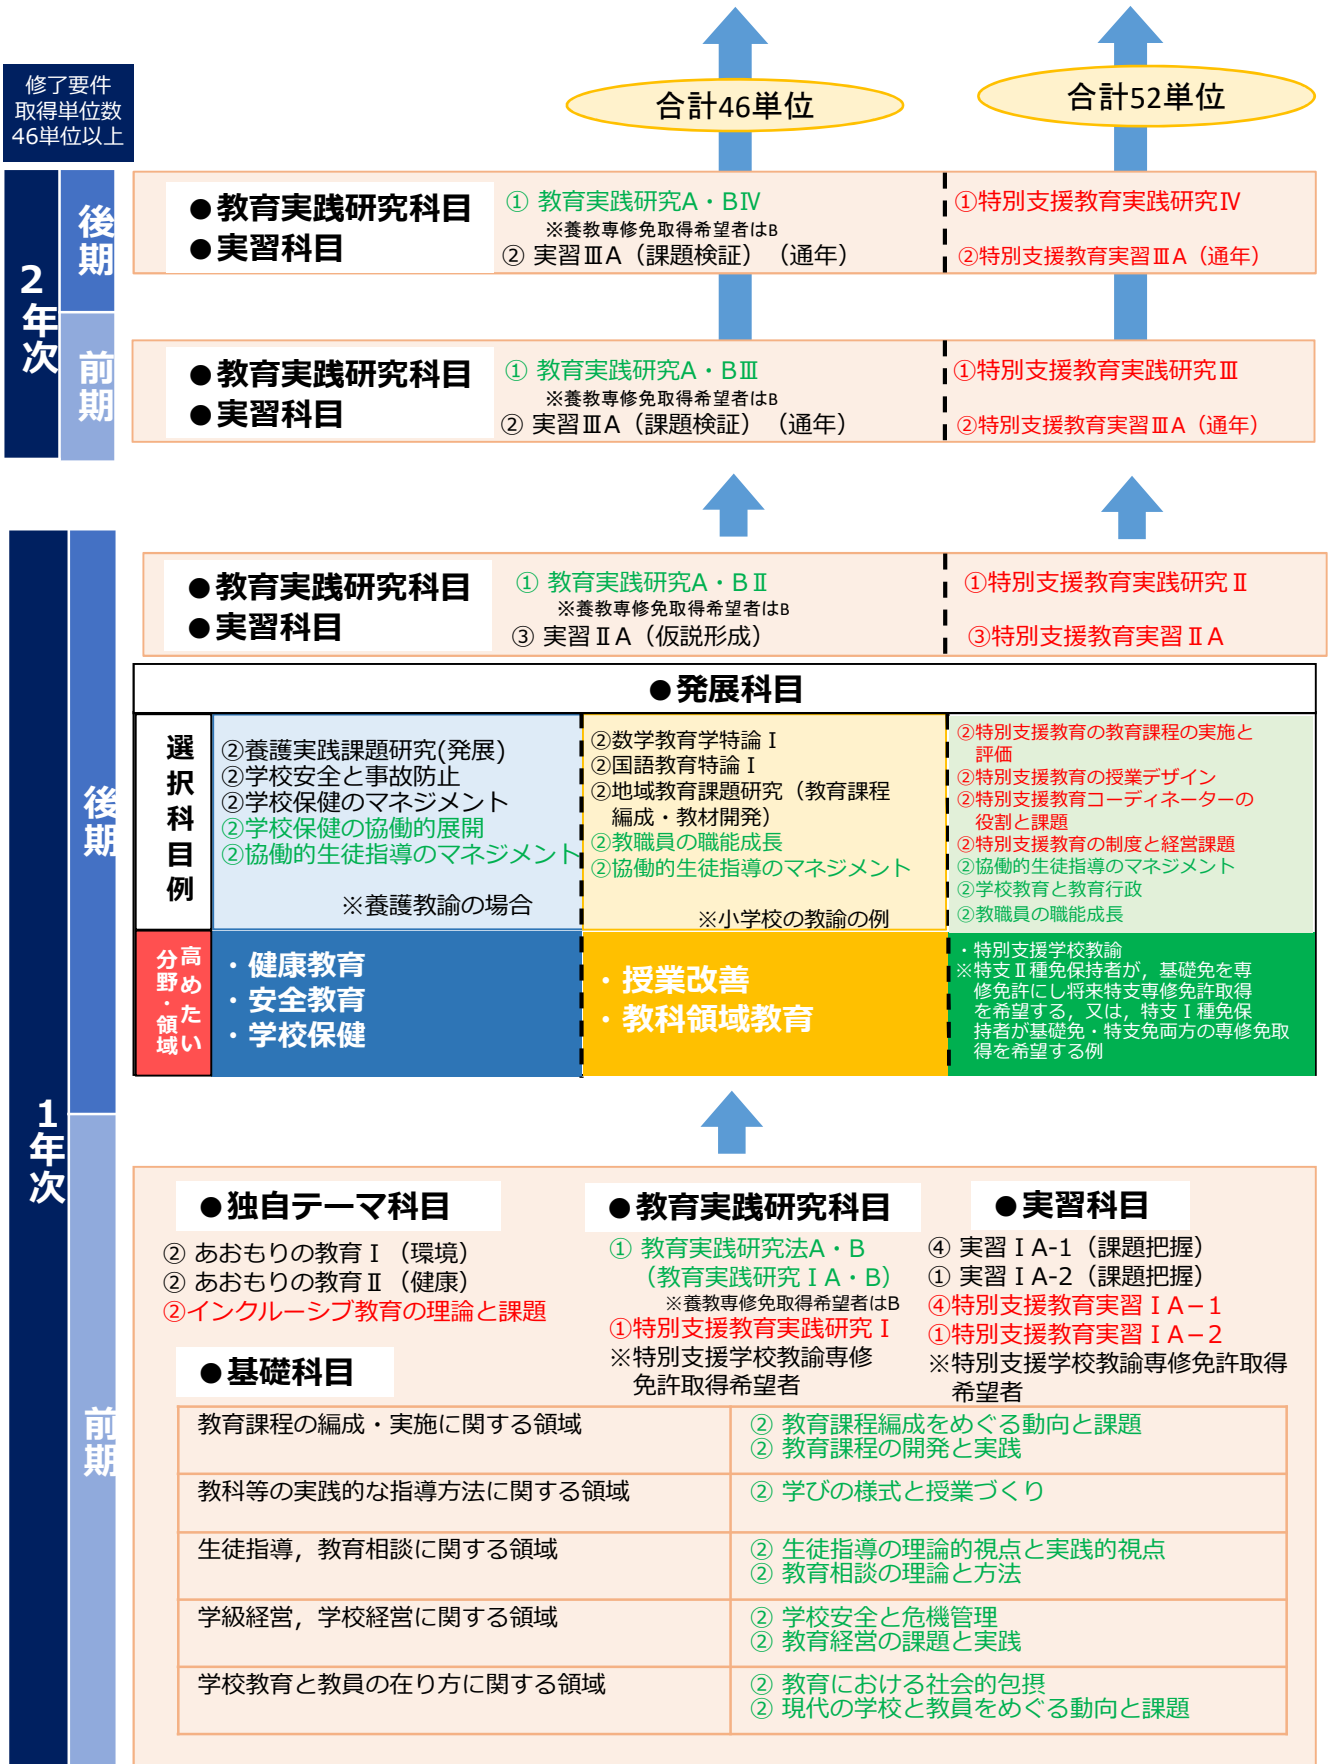 修了要件
取得単位数
46単位以上
合計46単位
合計52単位
2年次
後期
●教育実践研究科目
●実習科目
① 教育実践研究A・BⅣ
※養教専修免取得希望者はB
② 実習ⅢA（課題検証）（通年）
①特別支援教育実践研究Ⅳ
②特別支援教育実習ⅢA（通年）
前期
●教育実践研究科目
●実習科目
① 教育実践研究A・BⅢ
※養教専修免取得希望者はB
② 実習ⅢA（課題検証）（通年）
①特別支援教育実践研究Ⅲ
②特別支援教育実習ⅢA（通年）
1年次
後期
●教育実践研究科目
●実習科目
① 教育実践研究A・BⅡ
※養教専修免取得希望者はB
③ 実習ⅡA（仮説形成）
①特別支援教育実践研究Ⅱ
③特別支援教育実習ⅡA
●発展科目
選択科目例
②養護実践課題研究(発展)
②学校安全と事故防止
②学校保健のマネジメント
②学校保健の協働的展開
②協働的生徒指導のマネジメント
※養護教諭の場合
②数学教育学特論Ⅰ
②国語教育特論Ⅰ
②地域教育課題研究（教育課程
編成・教材開発）
②教職員の職能成長
②協働的生徒指導のマネジメント
※小学校の教諭の例
②特別支援教育の教育課程の実施と
評価
②特別支援教育の授業デザイン
②特別支援教育コーディネーターの
役割と課題
②特別支援教育の制度と経営課題
②協働的生徒指導のマネジメント
②学校教育と教育行政
②教職員の職能成長
高めたい
分野・領域
・健康教育
・安全教育
・学校保健
・授業改善
・教科領域教育
・特別支援学校教諭
※特支Ⅱ種免保持者が，基礎免を専
修免許にし将来特支専修免許取得
を希望する，又は，特支Ⅰ種免保
持者が基礎免・特支免両方の専修免取
得を希望する例
前期
●独自テーマ科目
② あおもりの教育Ⅰ（環境）
② あおもりの教育Ⅱ（健康）
②インクルーシブ教育の理論と課題
●教育実践研究科目
① 教育実践研究法A・B
（教育実践研究ⅠA・B）
※養教専修免取得希望者はB
①特別支援教育実践研究Ⅰ
※特別支援学校教諭専修
免許取得希望者
●実習科目
④ 実習ⅠA-1（課題把握）
① 実習ⅠA-2（課題把握）
④特別支援教育実習ⅠA−1
①特別支援教育実習ⅠA−2
※特別支援学校教諭専修免許取得
希望者
●基礎科目
教育課程の編成・実施に関する領域
② 教育課程編成をめぐる動向と課題
② 教育課程の開発と実践
教科等の実践的な指導方法に関する領域
② 学びの様式と授業づくり
生徒指導，教育相談に関する領域
② 生徒指導の理論的視点と実践的視点
② 教育相談の理論と方法
学級経営，学校経営に関する領域
② 学校安全と危機管理
② 教育経営の課題と実践
学校教育と教員の在り方に関する領域
② 教育における社会的包摂
② 現代の学校と教員をめぐる動向と課題